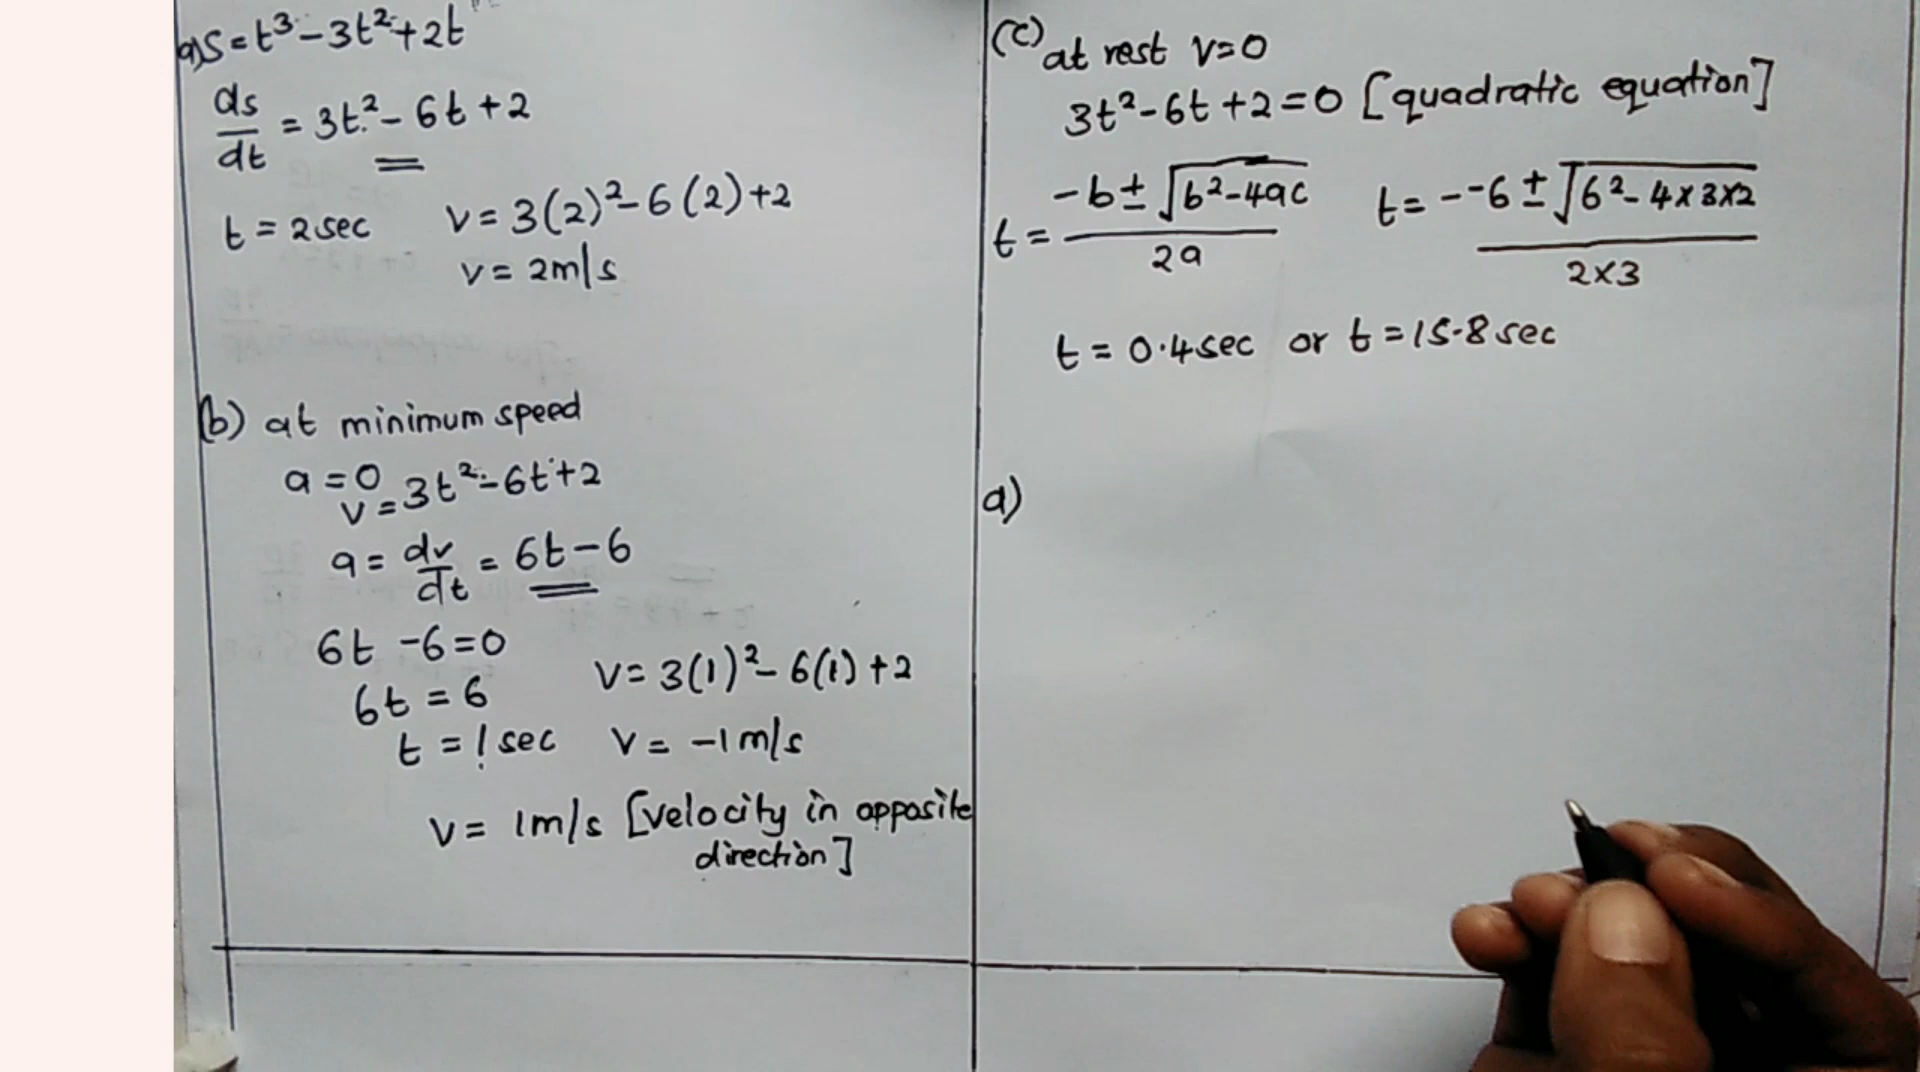 a) S = t³ - 3t² + 2t
ds/dt = 3t² - 6t + 2
t = 2sec v = 3(2)² - 6(2) + 2
v = 2m/s
(b) at minimum speed
a = 0
v = 3t² - 6t + 2
a = dv/dt = 6t - 6
6t - 6 = 0
6t = 6
t = 1 sec
v = 3(1)² - 6(1) + 2
v = -1m/s
v = 1m/s [velocity in opposite
direction]
(c) at rest v = 0
3t² - 6t + 2 = 0 [quadratic equation]
t = -b ± √b² - 4ac / 2a t = - -6 ± √6² - 4 x 3 x 2 / 2 x 3
t = 0.4sec or t = 15.8sec
a)